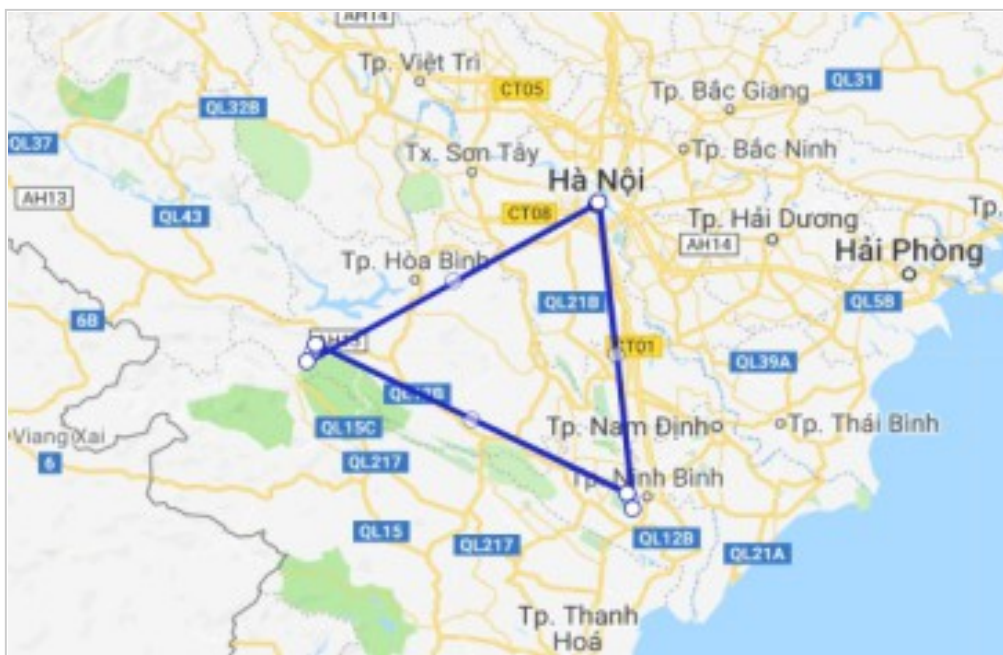 AH14
Tp. Việt Trì
CT05
QL31
Tp. Bắc Giang
QL32B
QL37
Tx. Sơn Tây
Tp. Bắc Ninh
Hà Nội
AH13
QL43
CT08
Tp. Hải Dương
AH14
Tp.
Hải Phòng
Tp. Hòa Bình
QL21B
QL5B
6B
CT01
QL39A
QL15C
Tp. Nam Định
Tp. Thái Bình
Viang Xai
6
QL217
Tp. Ninh Bình
QL15
QL217
QL12B
QL21A
Tp. Thanh
Hoá